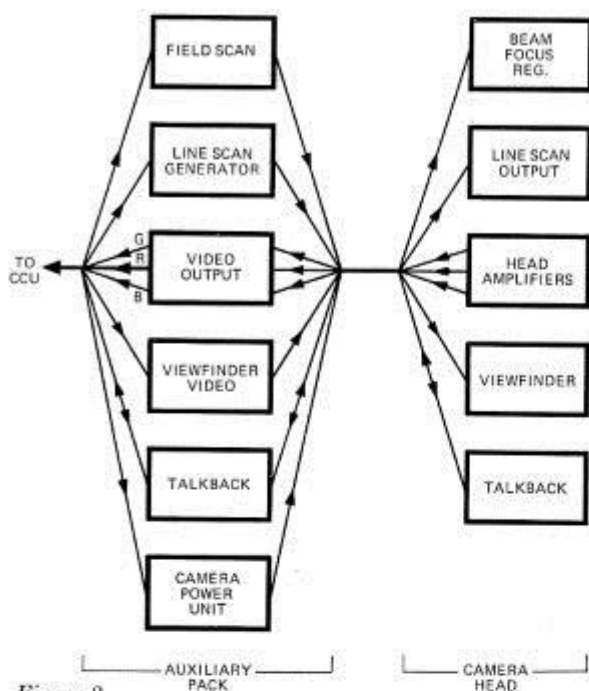 FIELD SCAN
LINE SCAN
GENERATOR
TO
CCU
G
R
B
VIDEO
OUTPUT
VIEWFINDER
VIDEO
TALKBACK
CAMERA
POWER
UNIT
AUXILIARY
PACK
BEAM
FOCUS
REG.
LINE SCAN
OUTPUT
HEAD
AMPLIFIERS
VIEWFINDER
TALKBACK
CAMERA
HEAD